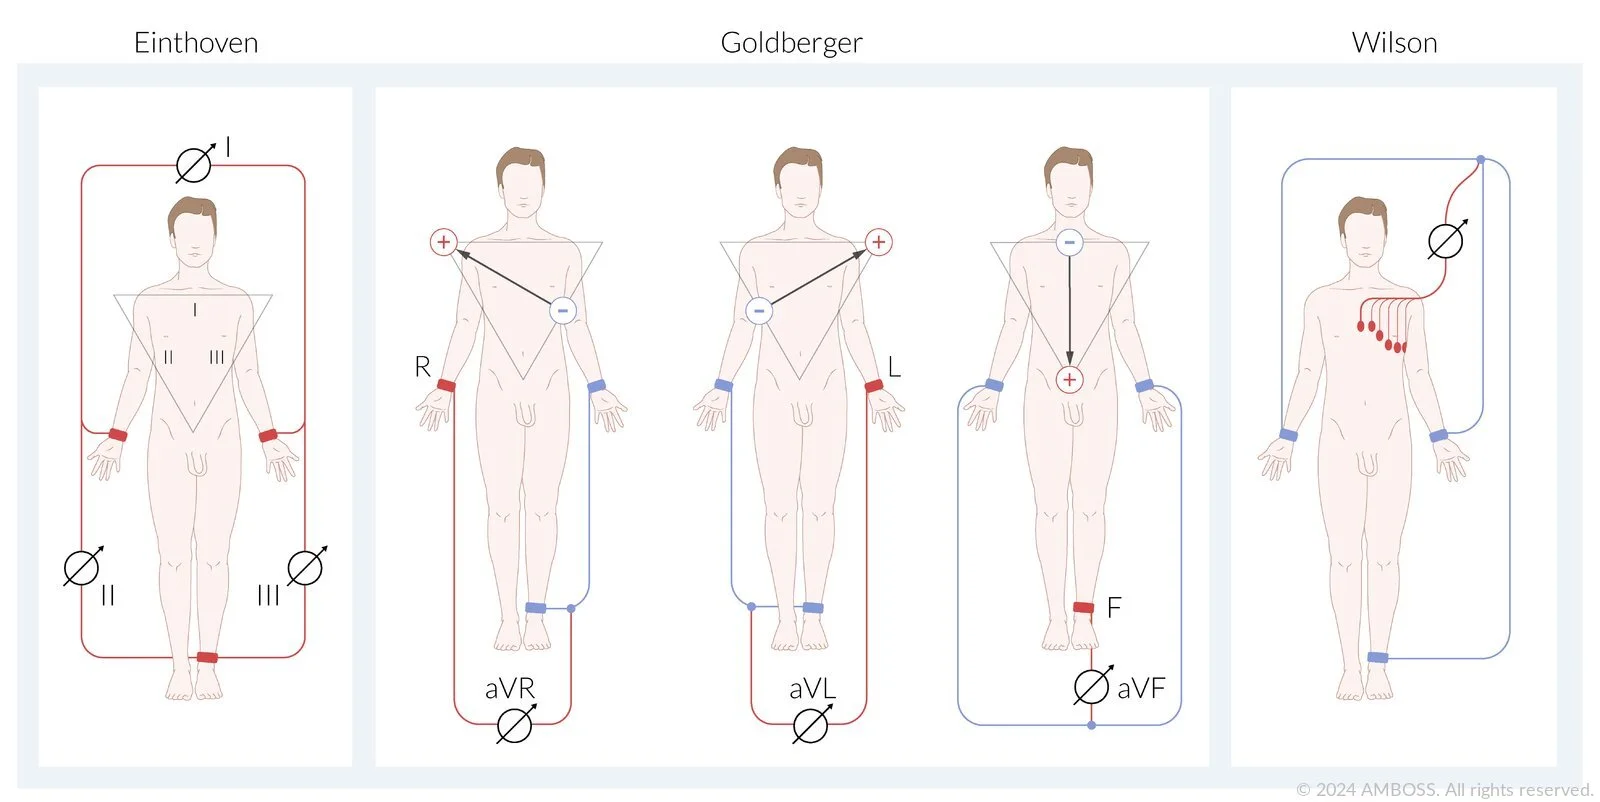 Einthoven
Goldberger
Wilson
I
I
II
III
II
III
+
-
R
aVR
+
-
L
aVL
-
+
F
aVF
© 2024 AMBOSS. All rights reserved.